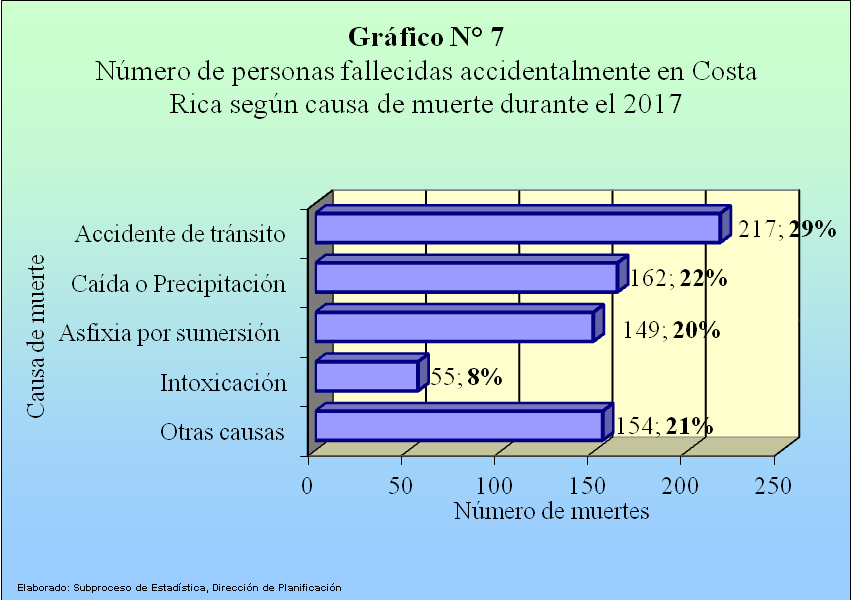 Gráfico N° 7
Número de personas fallecidas accidentalmente en Costa
Rica según causa de muerte durante el 2017
Causa de muerte
Accidente de tránsito
217; 29%
Caída o Precipitación
162; 22%
Asfixia por sumersión
149; 20%
Intoxicación
55; 8%
Otras causas
154; 21%
0 50 100 150 200 250
Número de muertes
Elaborado: Subproceso de Estadística, Dirección de Planificación